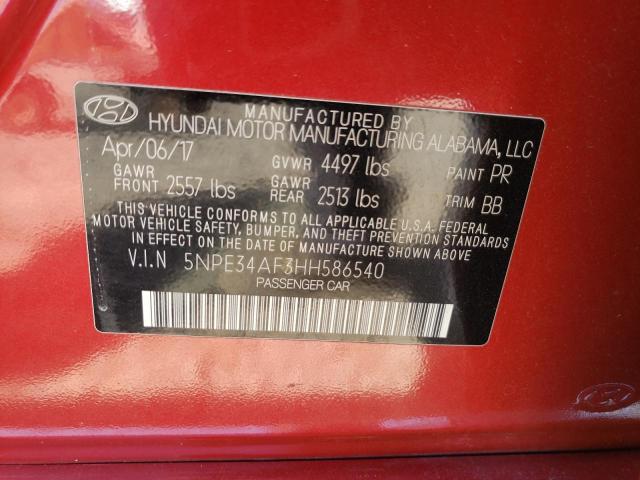 MANUFACTURED BY
HYUNDAI MOTOR MANUFACTURING ALABAMA, LLC
Apr/06/17 GVWR 4497 lbs PAINT PR
GAWR FRONT 2557 lbs GAWR REAR 2513 lbs TRIM BB
THIS VEHICLE CONFORMS TO ALL APPLICABLE U.S.A. FEDERAL
MOTOR VEHICLE SAFETY, BUMPER, AND THEFT PREVENTION STANDARDS
IN EFFECT ON THE DATE OF MANUFACTURE SHOWN ABOVE.
V.I.N 5NPE34AF3HH586540
PASSENGER CAR